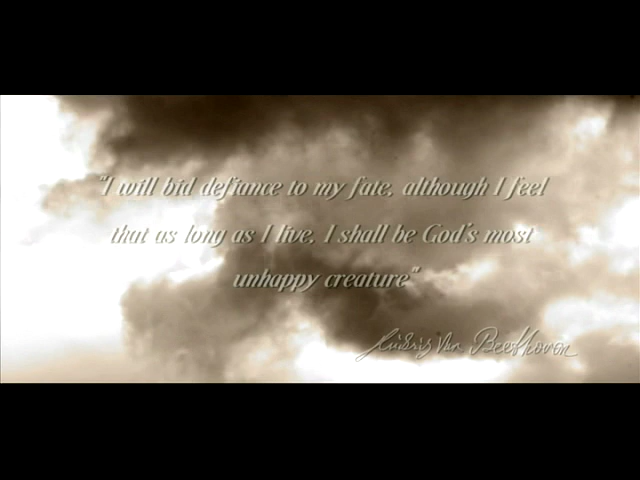 "I will bid defiance to my fate, although I feel
that as long as I live, I shall be God's most
unhappy creature"
Ludwig Van Beethoven